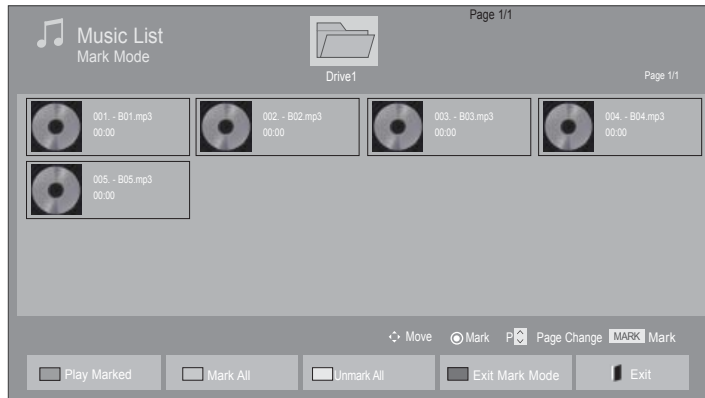 Page 1/1
Music List
Mark Mode
Drive1
Page 1/1
001. - B01.mp3
00:00
002. - B02.mp3
00:00
003. - B03.mp3
00:00
004. - B04.mp3
00:00
005. - B05.mp3
00:00
Move Mark P Page Change MARK Mark
Play Marked Mark All Unmark All Exit Mark Mode Exit